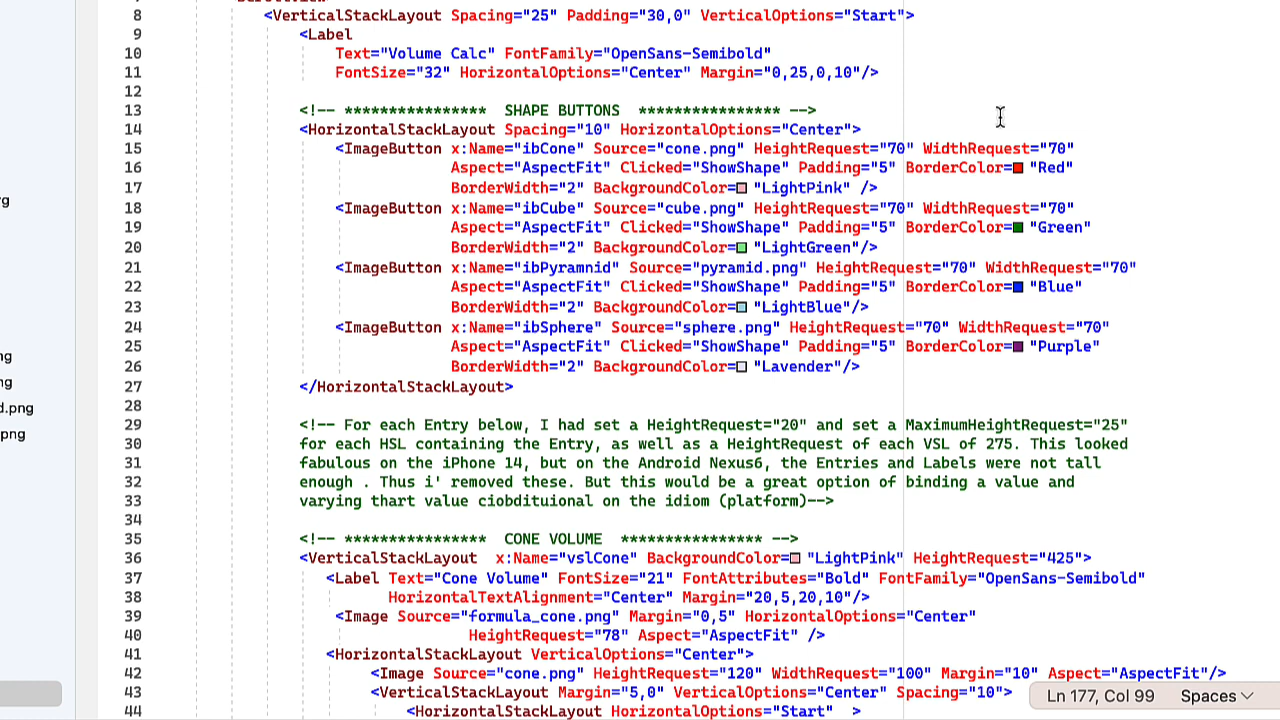 8 <VerticalStackLayout Spacing="25" Padding="30,0" VerticalOptions="Start">
9 <Label
10 Text="Volume Calc" FontFamily="OpenSans-Semibold"
11 FontSize="32" HorizontalOptions="Center" Margin="0,25,0,10"/>
12
13 <!-- **************** SHAPE BUTTONS **************** -->
14 <HorizontalStackLayout Spacing="10" HorizontalOptions="Center">
15 <ImageButton x:Name="ibCone" Source="cone.png" HeightRequest="70" WidthRequest="70"
16 Aspect="AspectFit" Clicked="ShowShape" Padding="5" BorderColor="Red"
17 BorderWidth="2" BackgroundColor="LightPink" />
18 <ImageButton x:Name="ibCube" Source="cube.png" HeightRequest="70" WidthRequest="70"
19 Aspect="AspectFit" Clicked="ShowShape" Padding="5" BorderColor="Green"
20 BorderWidth="2" BackgroundColor="LightGreen"/>
21 <ImageButton x:Name="ibPyramnid" Source="pyramid.png" HeightRequest="70" WidthRequest="70"
22 Aspect="AspectFit" Clicked="ShowShape" Padding="5" BorderColor="Blue"
23 BorderWidth="2" BackgroundColor="LightBlue"/>
24 <ImageButton x:Name="ibSphere" Source="sphere.png" HeightRequest="70" WidthRequest="70"
25 Aspect="AspectFit" Clicked="ShowShape" Padding="5" BorderColor="Purple"
26 BorderWidth="2" BackgroundColor="Lavender"/>
27 </HorizontalStackLayout>
28
29 <!-- For each Entry below, I had set a HeightRequest="20" and set a MaximumHeightRequest="25"
30 for each HSL containing the Entry, as well as a HeightRequest of each VSL of 275. This looked
31 fabulous on the iPhone 14, but on the Android Nexus6, the Entries and Labels were not tall
32 enough . Thus i' removed these. But this would be a great option of binding a value and
33 varying thart value ciobdituional on the idiom (platform)-->
34
35 <!-- **************** CONE VOLUME **************** -->
36 <VerticalStackLayout x:Name="vslCone" BackgroundColor="LightPink" HeightRequest="425">
37 <Label Text="Cone Volume" FontSize="21" FontAttributes="Bold" FontFamily="OpenSans-Semibold"
38 HorizontalTextAlignment="Center" Margin="20,5,20,10"/>
39 <Image Source="formula_cone.png" Margin="0,5" HorizontalOptions="Center"
40 HeightRequest="78" Aspect="AspectFit" />
41 <HorizontalStackLayout VerticalOptions="Center">
42 <Image Source="cone.png" HeightRequest="120" WidthRequest="100" Margin="10" Aspect="AspectFit"/>
43 <VerticalStackLayout Margin="5,0" VerticalOptions="Center" Spacing="10">
44 <HorizontalStackLayout HorizontalOptions="Start" >
Ln 177, Col 99 Spaces
d.png
png